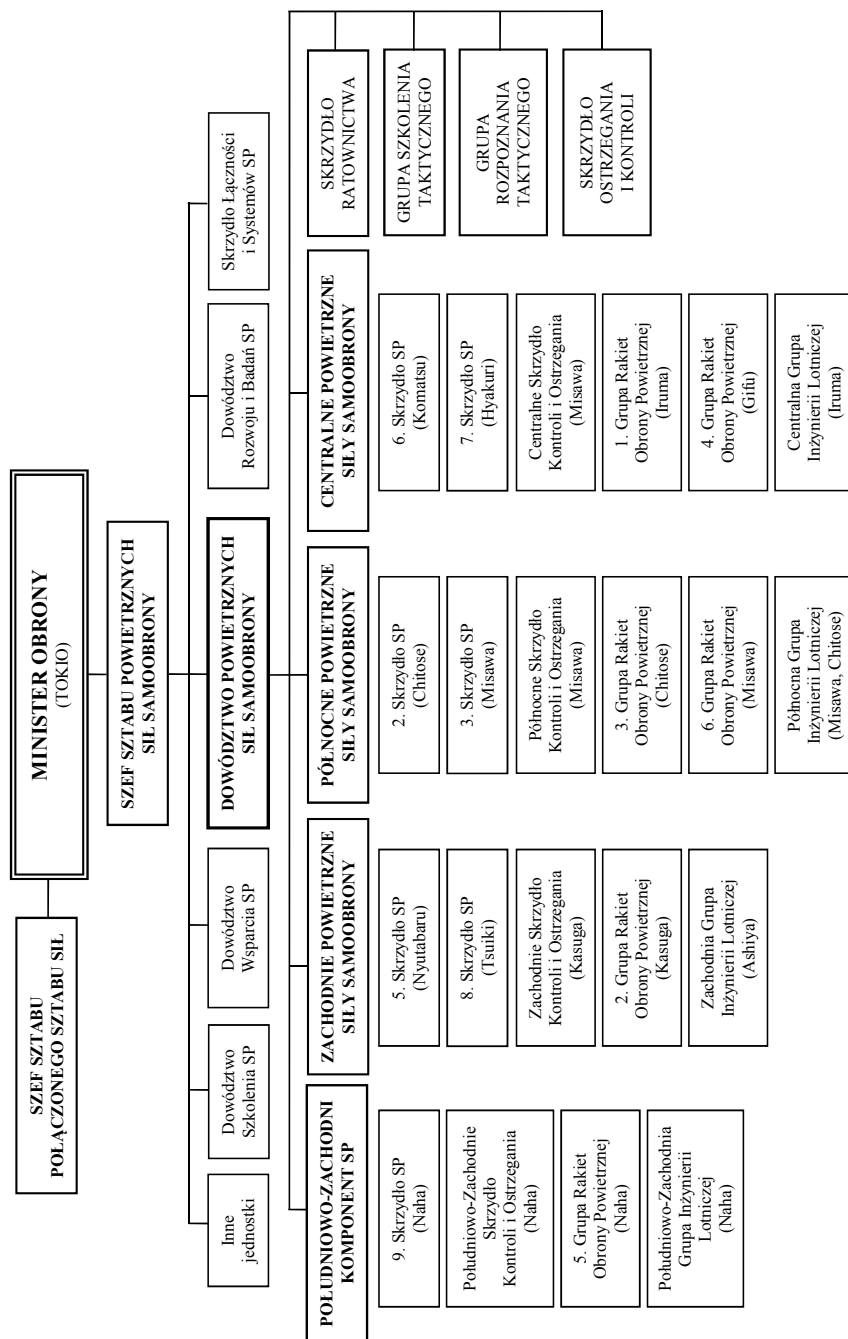 MINISTER OBRONY
(TOKIO)
SZEF SZTABU
POŁĄCZONEGO SZTABU SIŁ
SZEF SZTABU POWIETRZNYCH
SIŁ SAMOOBRONY
Inne
jednostki
Dowództwo
Szkolenia SP
Dowództwo
Wsparcia SP
DOWÓDZTWO POWIETRZNYCH
SIŁ SAMOOBRONY
Dowództwo
Rozwoju i Badań SP
Skrzydło Łączności
i Systemów SP
POŁUDNIOWO-ZACHODNI
KOMPONENT SP
9. Skrzydło SP
(Naha)
Południowo-Zachodnie
Skrzydło
Kontroli i Ostrzegania
(Naha)
5. Grupa Rakiet
Obrony Powietrznej
(Naha)
Południowo-Zachodnia
Grupa Inżynierii
Lotniczej
(Naha)
ZACHODNIE POWIETRZNE
SIŁY SAMOOBRONY
5. Skrzydło SP
(Nyutabaru)
8. Skrzydło SP
(Tsuiki)
Zachodnie Skrzydło
Kontroli i Ostrzegania
(Kasuga)
2. Grupa Rakiet
Obrony Powietrznej
(Kasuga)
Zachodnia Grupa
Inżynierii Lotniczej
(Ashiya)
PÓŁNOCNE POWIETRZNE
SIŁY SAMOOBRONY
2. Skrzydło SP
(Chitose)
3. Skrzydło SP
(Misawa)
Północne Skrzydło
Kontroli i Ostrzegania
(Misawa)
3. Grupa Rakiet
Obrony Powietrznej
(Chitose)
6. Grupa Rakiet
Obrony Powietrznej
(Misawa)
Północna Grupa
Inżynierii Lotniczej
(Misawa, Chitose)
CENTRALNE POWIETRZNE
SIŁY SAMOOBRONY
6. Skrzydło SP
(Komatsu)
7. Skrzydło SP
(Hyakuri)
Centralne Skrzydło
Kontroli i Ostrzegania
(Misawa)
1. Grupa Rakiet
Obrony Powietrznej
(Iruma)
4. Grupa Rakiet
Obrony Powietrznej
(Gifu)
Centralna Grupa
Inżynierii Lotniczej
(Iruma)
SKRZYDŁO
RATOWNICTWA
GRUPA SZKOLENIA
TAKTYCZNEGO
GRUPA
ROZPOZNANIA
TAKTYCZNEGO
SKRZYDŁO
OSTRZEGANIA
I KONTROLI